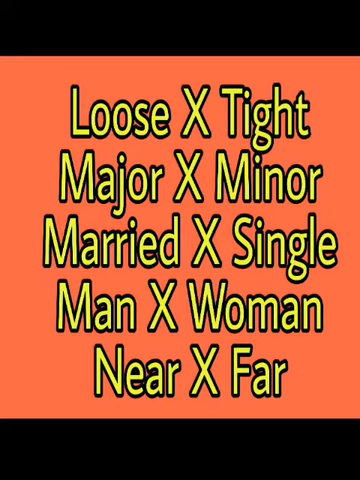 Loose X Tight
Major X Minor
Married X Single
Man X Woman
Near X Far